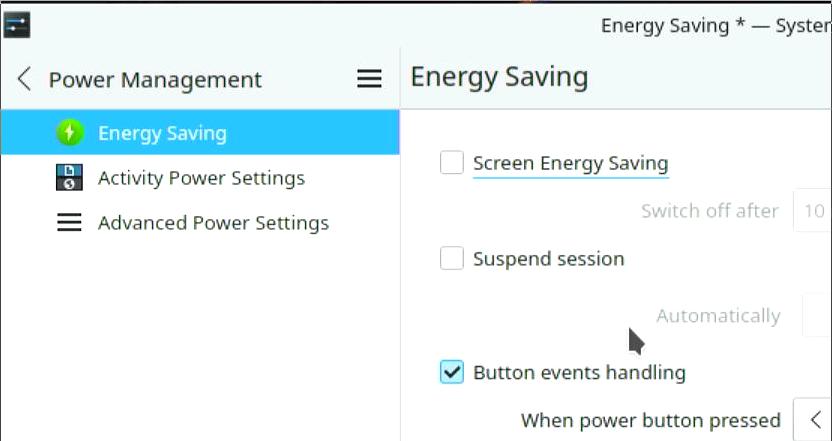 Energy Saving * — System
Power Management
Energy Saving
Energy Saving
Activity Power Settings
Advanced Power Settings
Screen Energy Saving
Switch off after 10
Suspend session
Automatically
Button events handling
When power button pressed